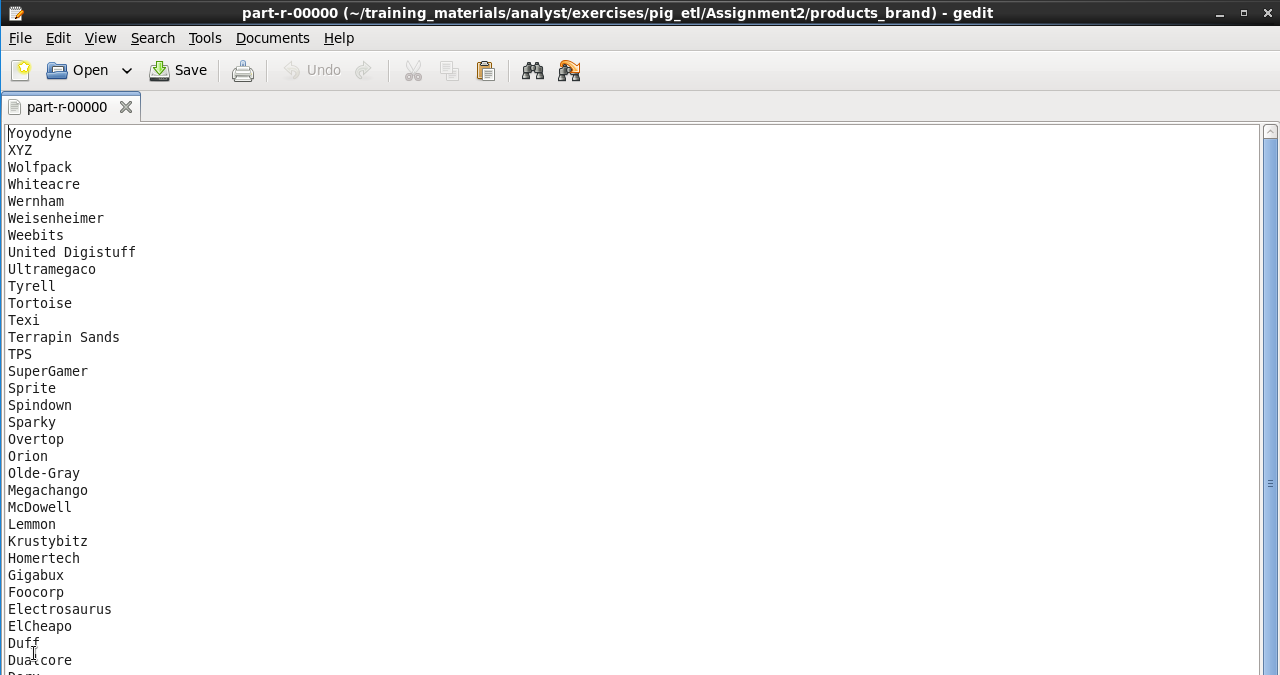 part-r-00000 (~/training_materials/analyst/exercises/pig_etl/Assignment2/products_brand) - gedit
File Edit View Search Tools Documents Help
Open Save Undo
part-r-00000
Yoyodyne
XYZ
Wolfpack
Whiteacre
Wernham
Weisenheimer
Weebits
United Digistuff
Ultramegaco
Tyrell
Tortoise
Texi
Terrapin Sands
TPS
SuperGamer
Sprite
Spindown
Sparky
Overtop
Orion
Olde-Gray
Megachango
McDowell
Lemmon
Krustybitz
Homertech
Gigabux
Foocorp
Electrosaurus
ElCheapo
Duff
Dualcore